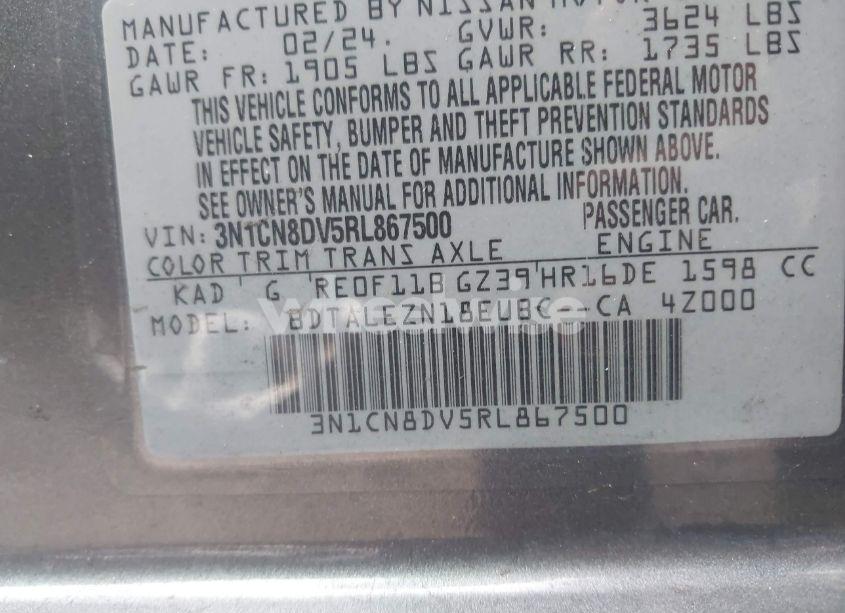 MANUFACTURED BY NISSAN MOTOR
DATE: 02/24. GVWR: 3624 LBS
GAWR FR: 1905 LBS GAWR RR: 1735 LBS
THIS VEHICLE CONFORMS TO ALL APPLICABLE FEDERAL MOTOR
VEHICLE SAFETY, BUMPER AND THEFT PREVENTION STANDARDS
IN EFFECT ON THE DATE OF MANUFACTURE SHOWN ABOVE.
SEE OWNER'S MANUAL FOR ADDITIONAL INFORMATION.
VIN: 3N1CN8DV5RL867500 PASSENGER CAR.
COLOR TRIM TRANS AXLE ENGINE
KAD G RE0F11B GZ39 HR16DE 1598 CC
MODEL: BDTALEZN18EUBC--CA 4Z000
wheelwire
3N1CN8DV5RL867500